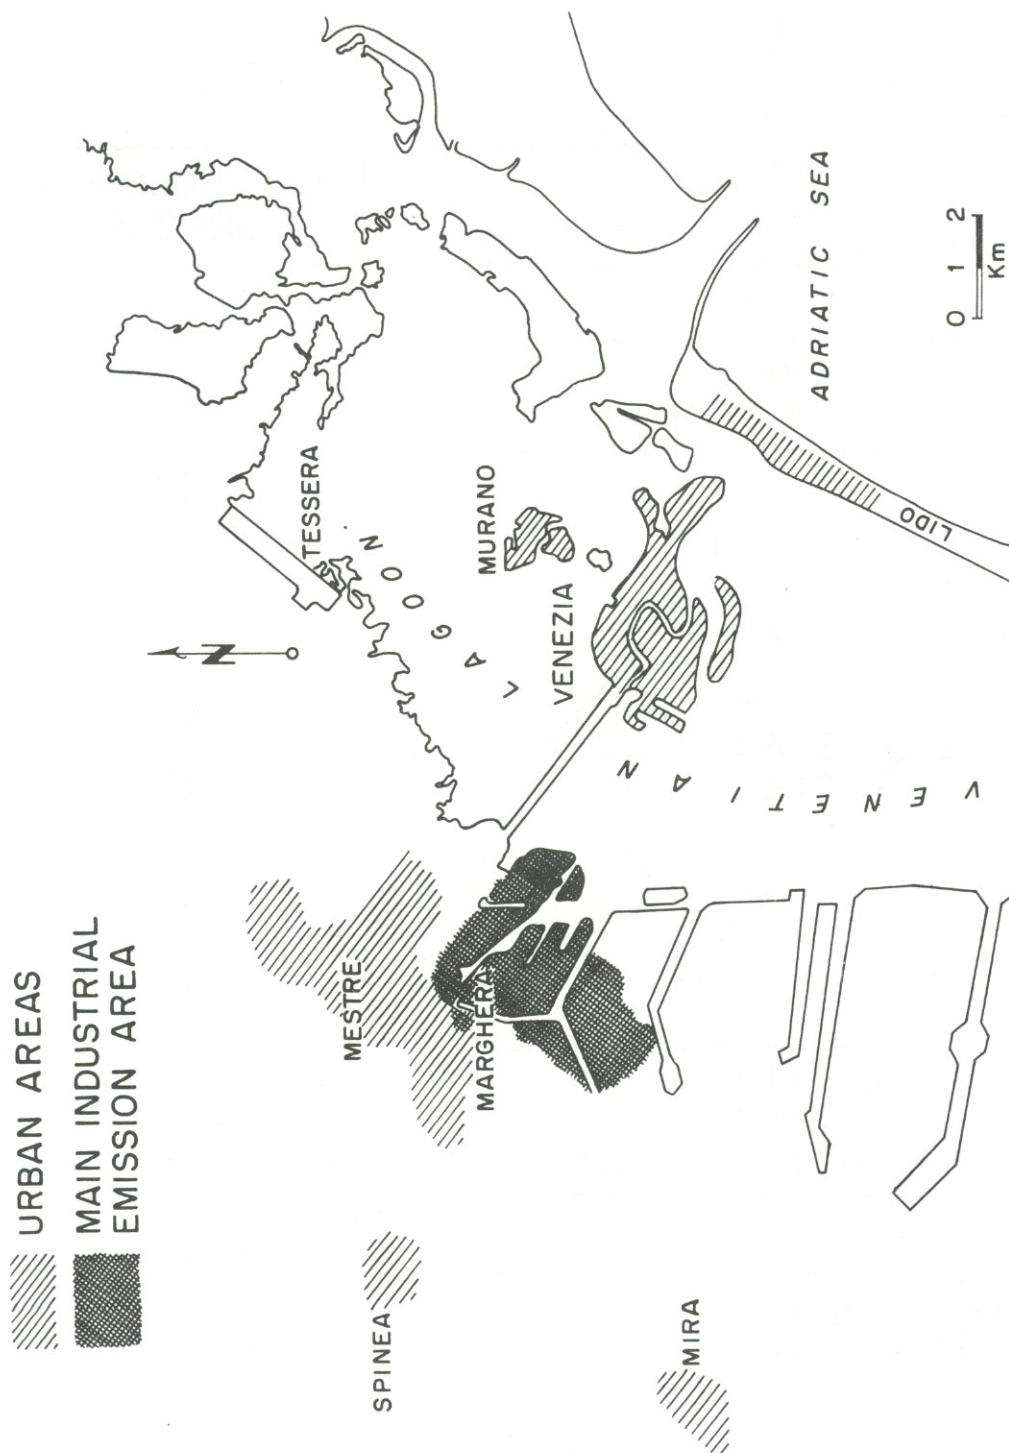 URBAN AREAS
MAIN INDUSTRIAL
EMISSION AREA
N
TESSERA
LAGOON
MURANO
VENEZIA
MESTRE
MARGHERA
SPINEA
MIRA
VENETIAN
LIDO
ADRIATIC SEA
0 1 2
Km